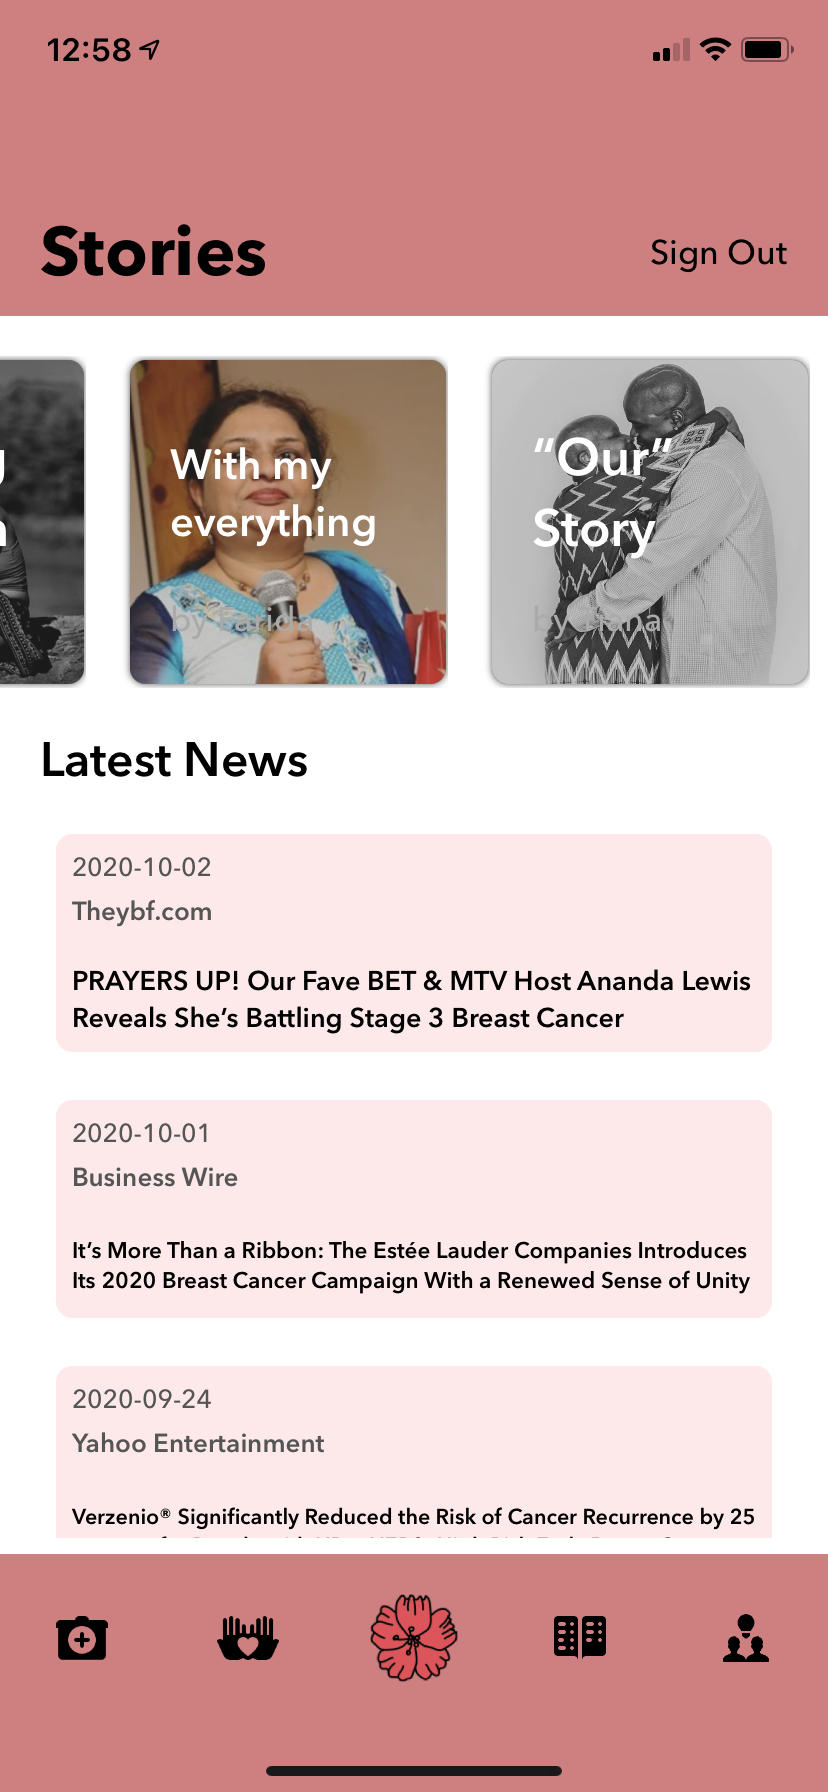 12:58
Stories
Sign Out
With my
everything
by Farida
“Our”
Story
by
Latest News
2020-10-02
Theybf.com
PRAYERS UP! Our Fave BET & MTV Host Ananda Lewis
Reveals She’s Battling Stage 3 Breast Cancer
2020-10-01
Business Wire
It’s More Than a Ribbon: The Estée Lauder Companies Introduces
Its 2020 Breast Cancer Campaign With a Renewed Sense of Unity
2020-09-24
Yahoo Entertainment
Verzenio® Significantly Reduced the Risk of Cancer Recurrence by 25